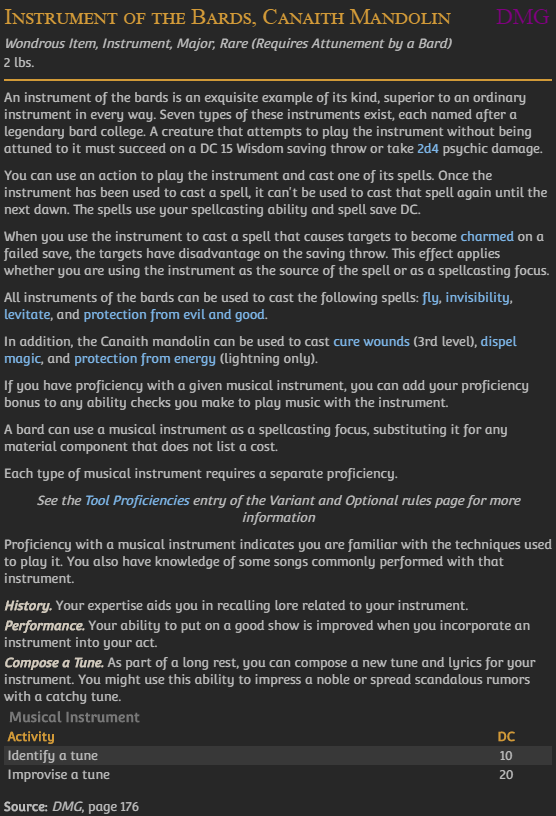 Instrument of the Bards, Canaith Mandolin DMG
Wondrous Item, Instrument, Major, Rare (Requires Attunement by a Bard)
2 lbs.
An instrument of the bards is an exquisite example of its kind, superior to an ordinary
instrument in every way. Seven types of these instruments exist, each named after a
legendary bard college. A creature that attempts to play the instrument without being
attuned to it must succeed on a DC 15 Wisdom saving throw or take 2d4 psychic damage.
You can use an action to play the instrument and cast one of its spells. Once the
instrument has been used to cast a spell, it can't be used to cast that spell again until the
next dawn. The spells use your spellcasting ability and spell save DC.
When you use the instrument to cast a spell that causes targets to become charmed on a
failed save, the targets have disadvantage on the saving throw. This effect applies
whether you are using the instrument as the source of the spell or as a spellcasting focus.
All instruments of the bards can be used to cast the following spells: fly, invisibility,
levitate, and protection from evil and good.
In addition, the Canaith mandolin can be used to cast cure wounds (3rd level), dispel
magic, and protection from energy (lightning only).
If you have proficiency with a given musical instrument, you can add your proficiency
bonus to any ability checks you make to play music with the instrument.
A bard can use a musical instrument as a spellcasting focus, substituting it for any
material component that does not list a cost.
Each type of musical instrument requires a separate proficiency.
See the Tool Proficiencies entry of the Variant and Optional rules page for more
information
Proficiency with a musical instrument indicates you are familiar with the techniques used
to play it. You also have knowledge of some songs commonly performed with that
instrument.
History. Your expertise aids you in recalling lore related to your instrument.
Performance. Your ability to put on a good show is improved when you incorporate an
instrument into your act.
Compose a Tune. As part of a long rest, you can compose a new tune and lyrics for your
instrument. You might use this ability to impress a noble or spread scandalous rumors
with a catchy tune.
Musical Instrument
Activity DC
Identify a tune 10
Improvise a tune 20
Source: DMG, page 176